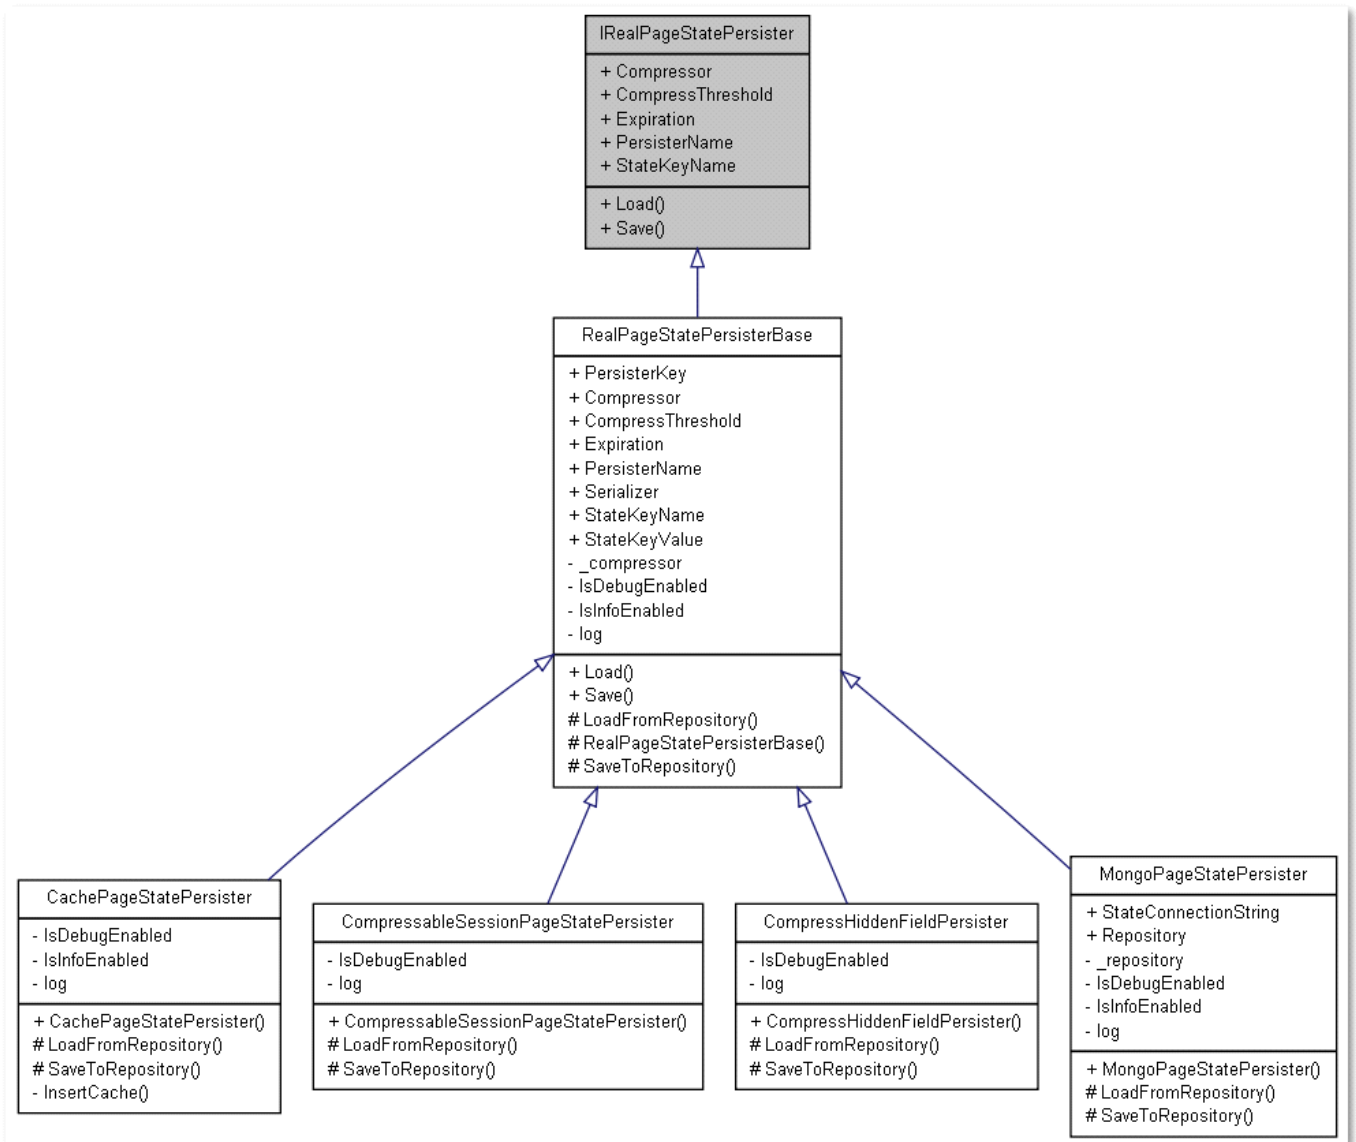 IRealPageStatePersister
+ Compressor
+ CompressThreshold
+ Expiration
+ PersisterName
+ StateKeyName
+ Load()
+ Save()
RealPageStatePersisterBase
+ PersisterKey
+ Compressor
+ CompressThreshold
+ Expiration
+ PersisterName
+ Serializer
+ StateKeyName
+ StateKeyValue
- _compressor
- IsDebugEnabled
- IsInfoEnabled
- log
+ Load()
+ Save()
# LoadFromRepository()
# RealPageStatePersisterBase()
# SaveToRepository()
CachePageStatePersister
- IsDebugEnabled
- IsInfoEnabled
- log
+ CachePageStatePersister()
# LoadFromRepository()
# SaveToRepository()
- InsertCache()
CompressableSessionPageStatePersister
- IsDebugEnabled
- log
+ CompressableSessionPageStatePersister()
# LoadFromRepository()
# SaveToRepository()
CompressHiddenFieldPersister
- IsDebugEnabled
- log
+ CompressHiddenFieldPersister()
# LoadFromRepository()
# SaveToRepository()
MongoPageStatePersister
+ StateConnectionString
+ Repository
- _repository
- IsDebugEnabled
- IsInfoEnabled
- log
+ MongoPageStatePersister()
# LoadFromRepository()
# SaveToRepository()